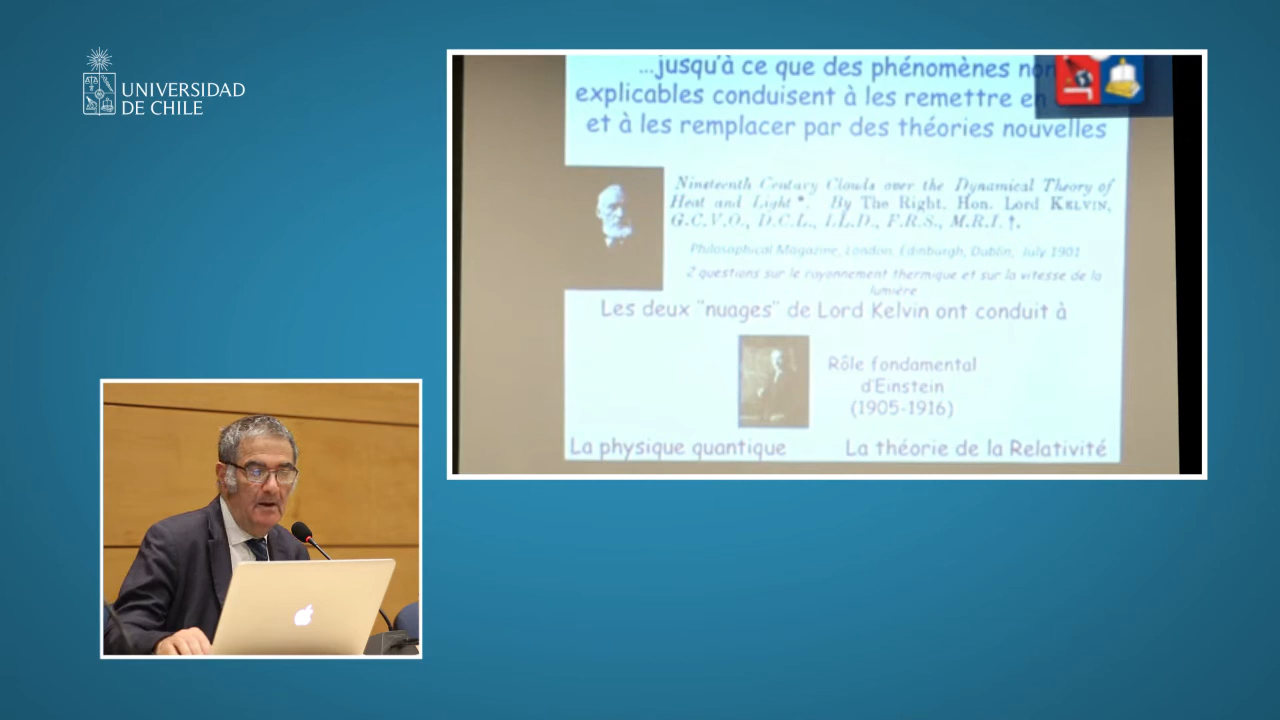 UNIVERSIDAD
DE CHILE
...jusqu'à ce que des phénomènes non
explicables conduisent à les remettre en
et à les remplacer par des théories nouvelles
Nineteenth Century Clouds over the Dynamical Theory of
Heat and Light *. By The Right. Hon. Lord KELVIN,
G.C.V.O., D.C.L., LL.D., F.R.S., M.R.I. †.
Philosophical Magazine, London, Edinburgh, Dublin, July 1901
2 questions sur le rayonnement thermique et sur la vitesse de la
lumière
Les deux "nuages" de Lord Kelvin ont conduit à
Rôle fondamental
d'Einstein
(1905-1916)
La physique quantique La théorie de la Relativité